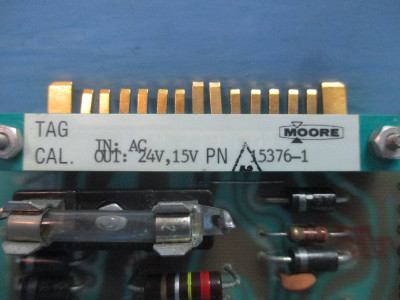 TAG
MOORE
IN: AC
CAL. OUT: 24V,15V PN 15376-1